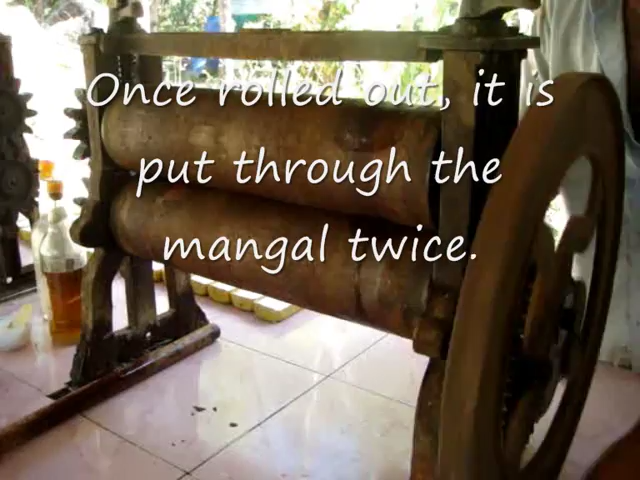 Once rolled out, it is
put through the
mangal twice.